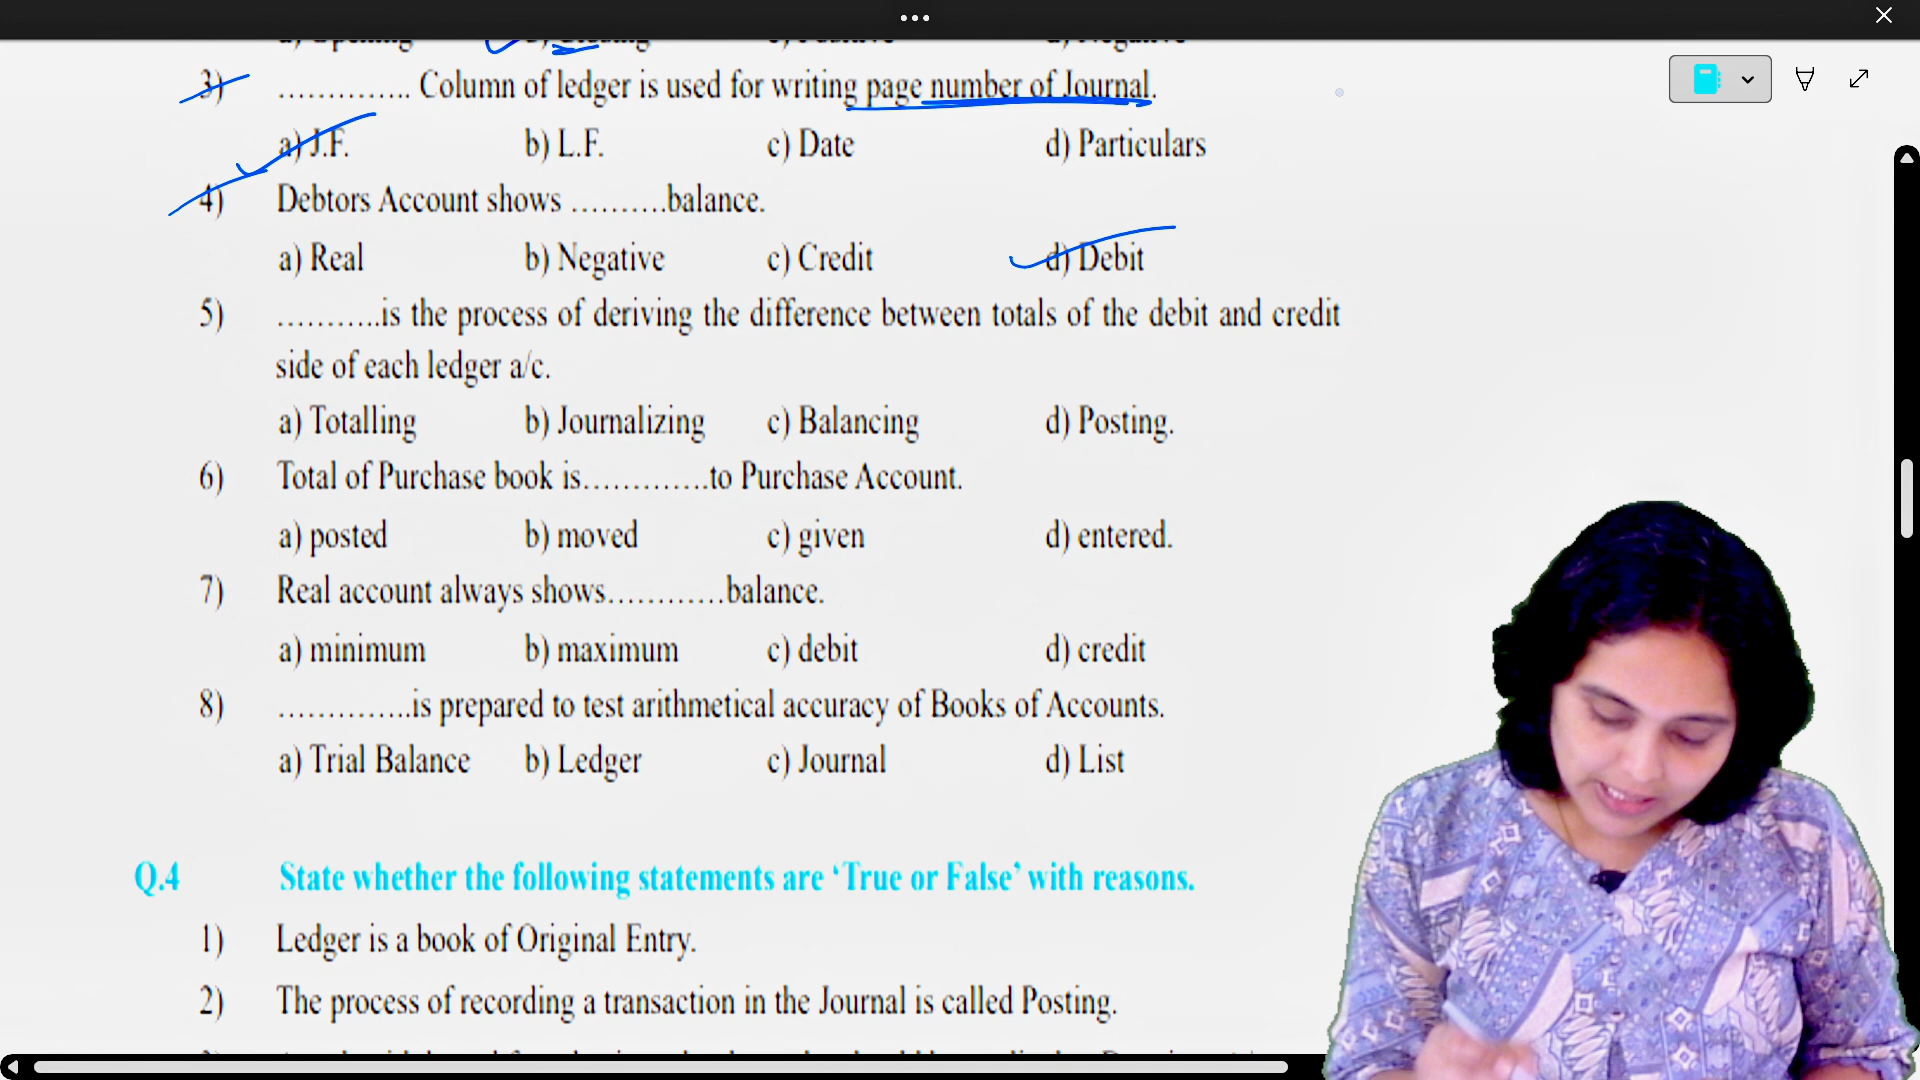 3) .............. Column of ledger is used for writing page number of Journal.
a) J.F. b) L.F. c) Date d) Particulars
4) Debtors Account shows ..........balance.
a) Real b) Negative c) Credit d) Debit
5) ...........is the process of deriving the difference between totals of the debit and credit
side of each ledger a/c.
a) Totalling b) Journalizing c) Balancing d) Posting.
6) Total of Purchase book is.............to Purchase Account.
a) posted b) moved c) given d) entered.
7) Real account always shows............balance.
a) minimum b) maximum c) debit d) credit
8) ..............is prepared to test arithmetical accuracy of Books of Accounts.
a) Trial Balance b) Ledger c) Journal d) List
Q.4 State whether the following statements are ‘True or False’ with reasons.
1) Ledger is a book of Original Entry.
2) The process of recording a transaction in the Journal is called Posting.